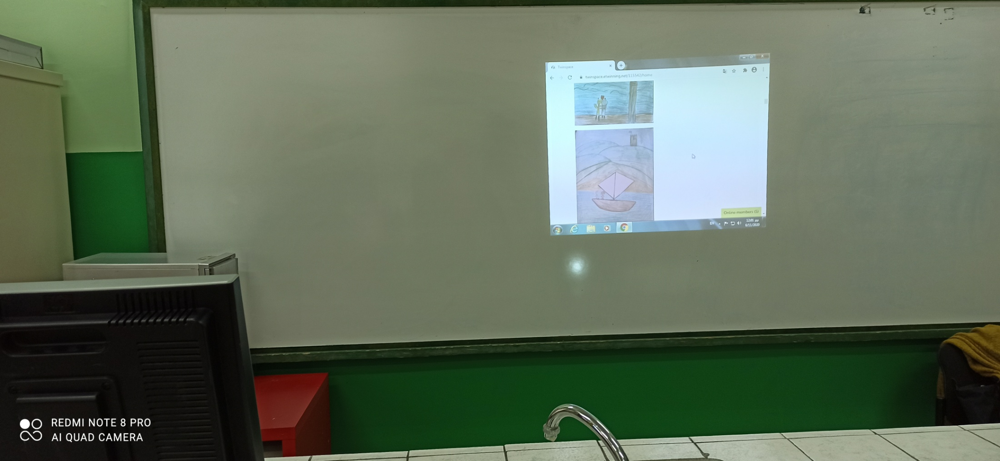 Twinspace
twinspace.etwinning.net/115542/home
Online members (5)
EN
12:01 μμ
6/11/2020
REDMI NOTE 8 PRO
AI QUAD CAMERA